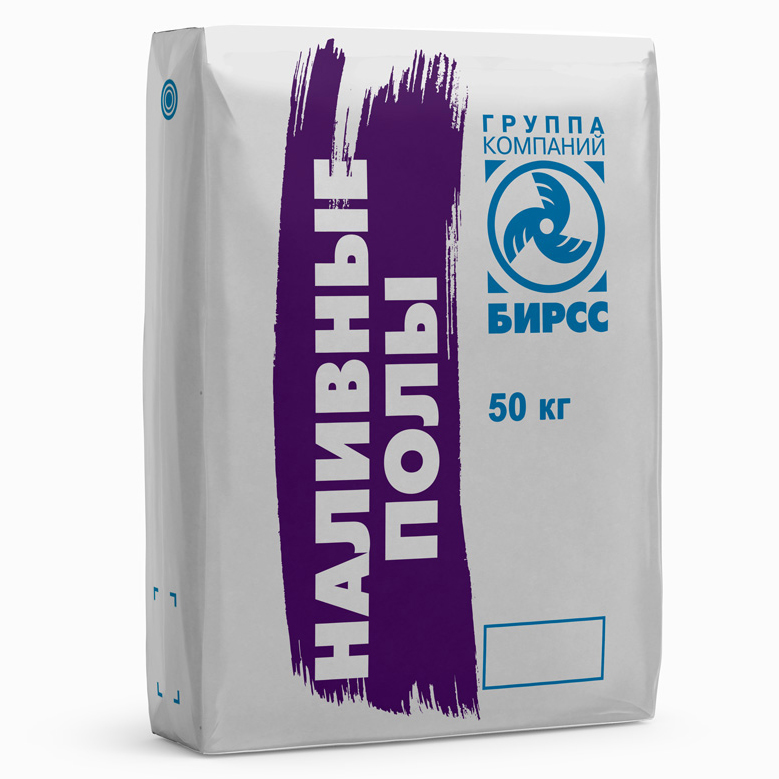 НАЛИВНЫЕ
ПОЛЫ
ГРУППА
КОМПАНИЙ
БИРСС
50 кг